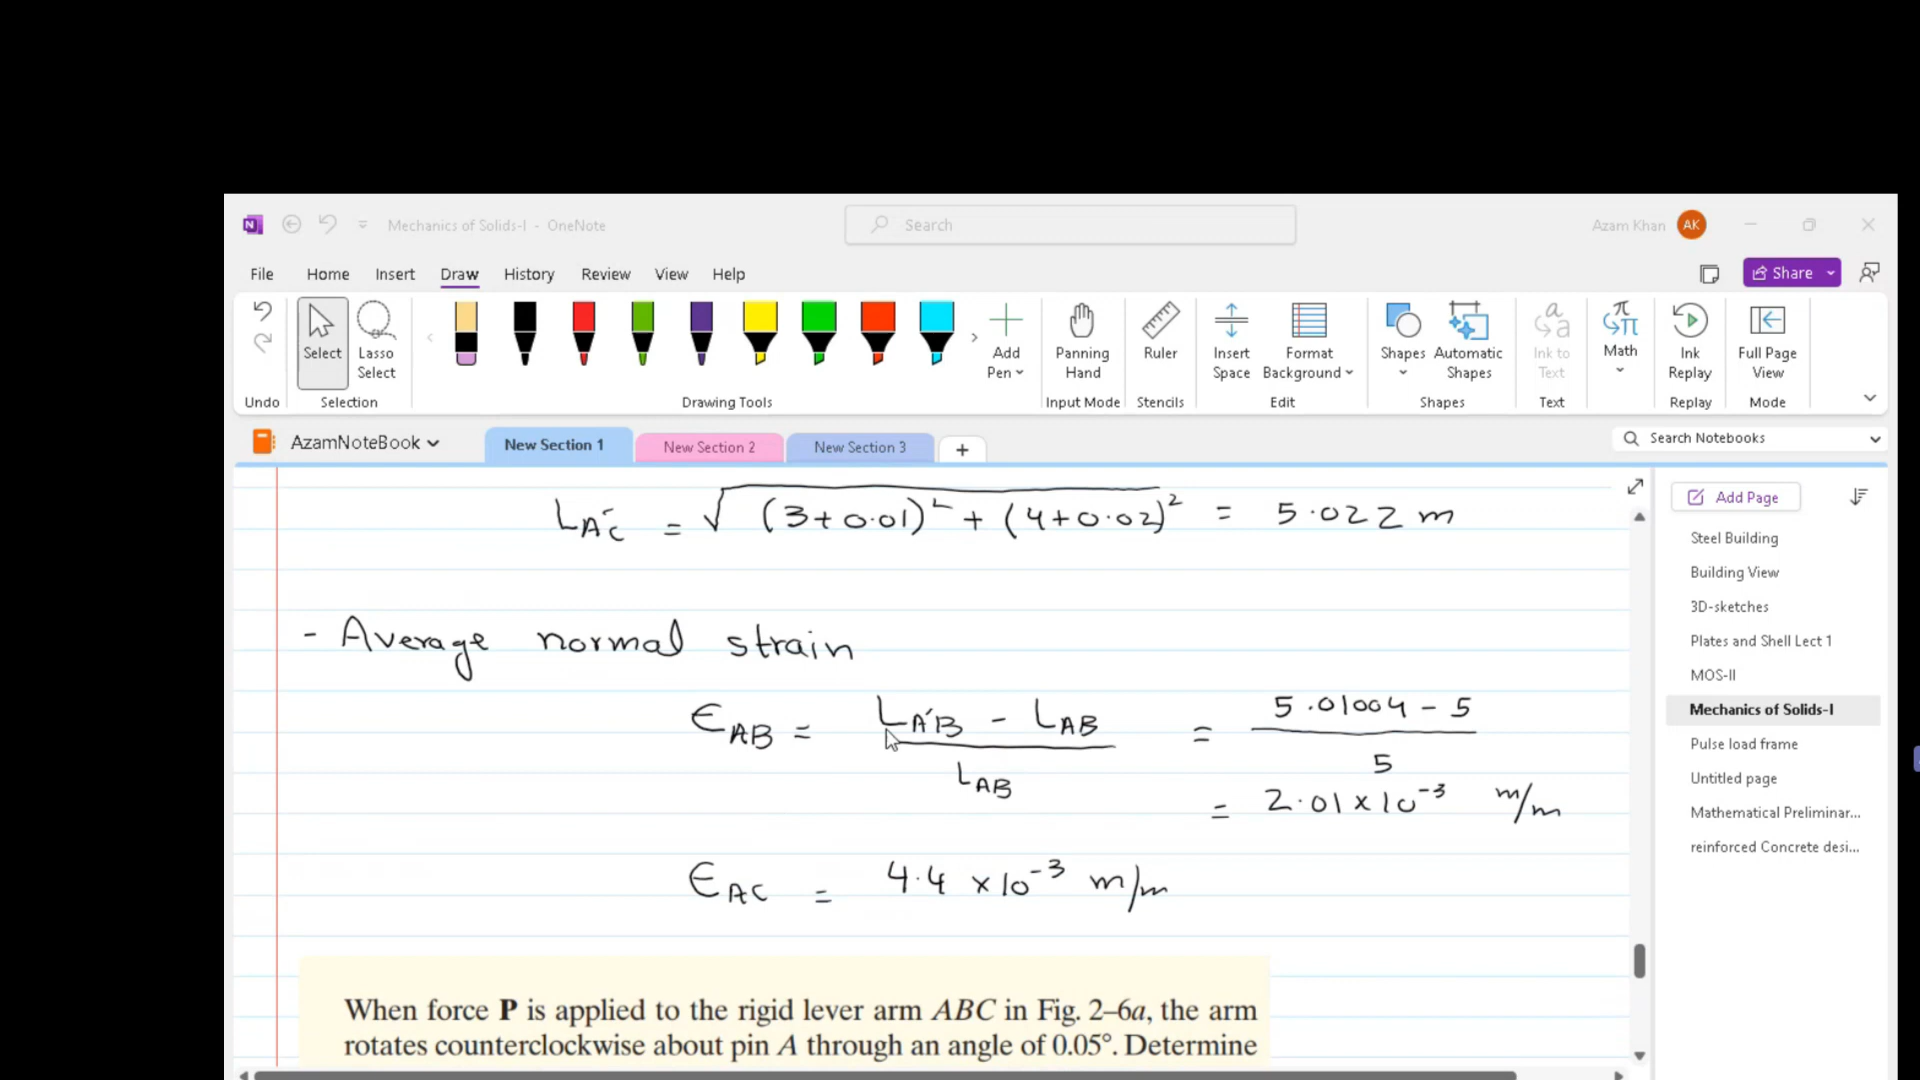 Mechanics of Solids-I - OneNote
Search
Azam Khan AK
File Home Insert Draw History Review View Help
Share
Undo
Select
Lasso Select
Selection
Drawing Tools
Add Pen
Panning Hand
Input Mode
Ruler
Stencils
Insert Space
Format Background
Edit
Shapes
Automatic Shapes
Shapes
Ink to Text
Text
Math
Ink Replay
Replay
Full Page View
Mode
AzamNoteBook
New Section 1
New Section 2
New Section 3
+
Search Notebooks
L_A'C = √((3+0.01)² + (4+0.02)²) = 5.022 m
- Average normal strain
ϵ_AB = (L_A'B - L_AB) / L_AB = (5.01004 - 5) / 5
= 2.01 × 10⁻³ m/m
ϵ_AC = 4.4 × 10⁻³ m/m
When force P is applied to the rigid lever arm ABC in Fig. 2–6a, the arm
rotates counterclockwise about pin A through an angle of 0.05°. Determine
Add Page
Steel Building
Building View
3D-sketches
Plates and Shell Lect 1
MOS-II
Mechanics of Solids-I
Pulse load frame
Untitled page
Mathematical Preliminar...
reinforced Concrete desi...